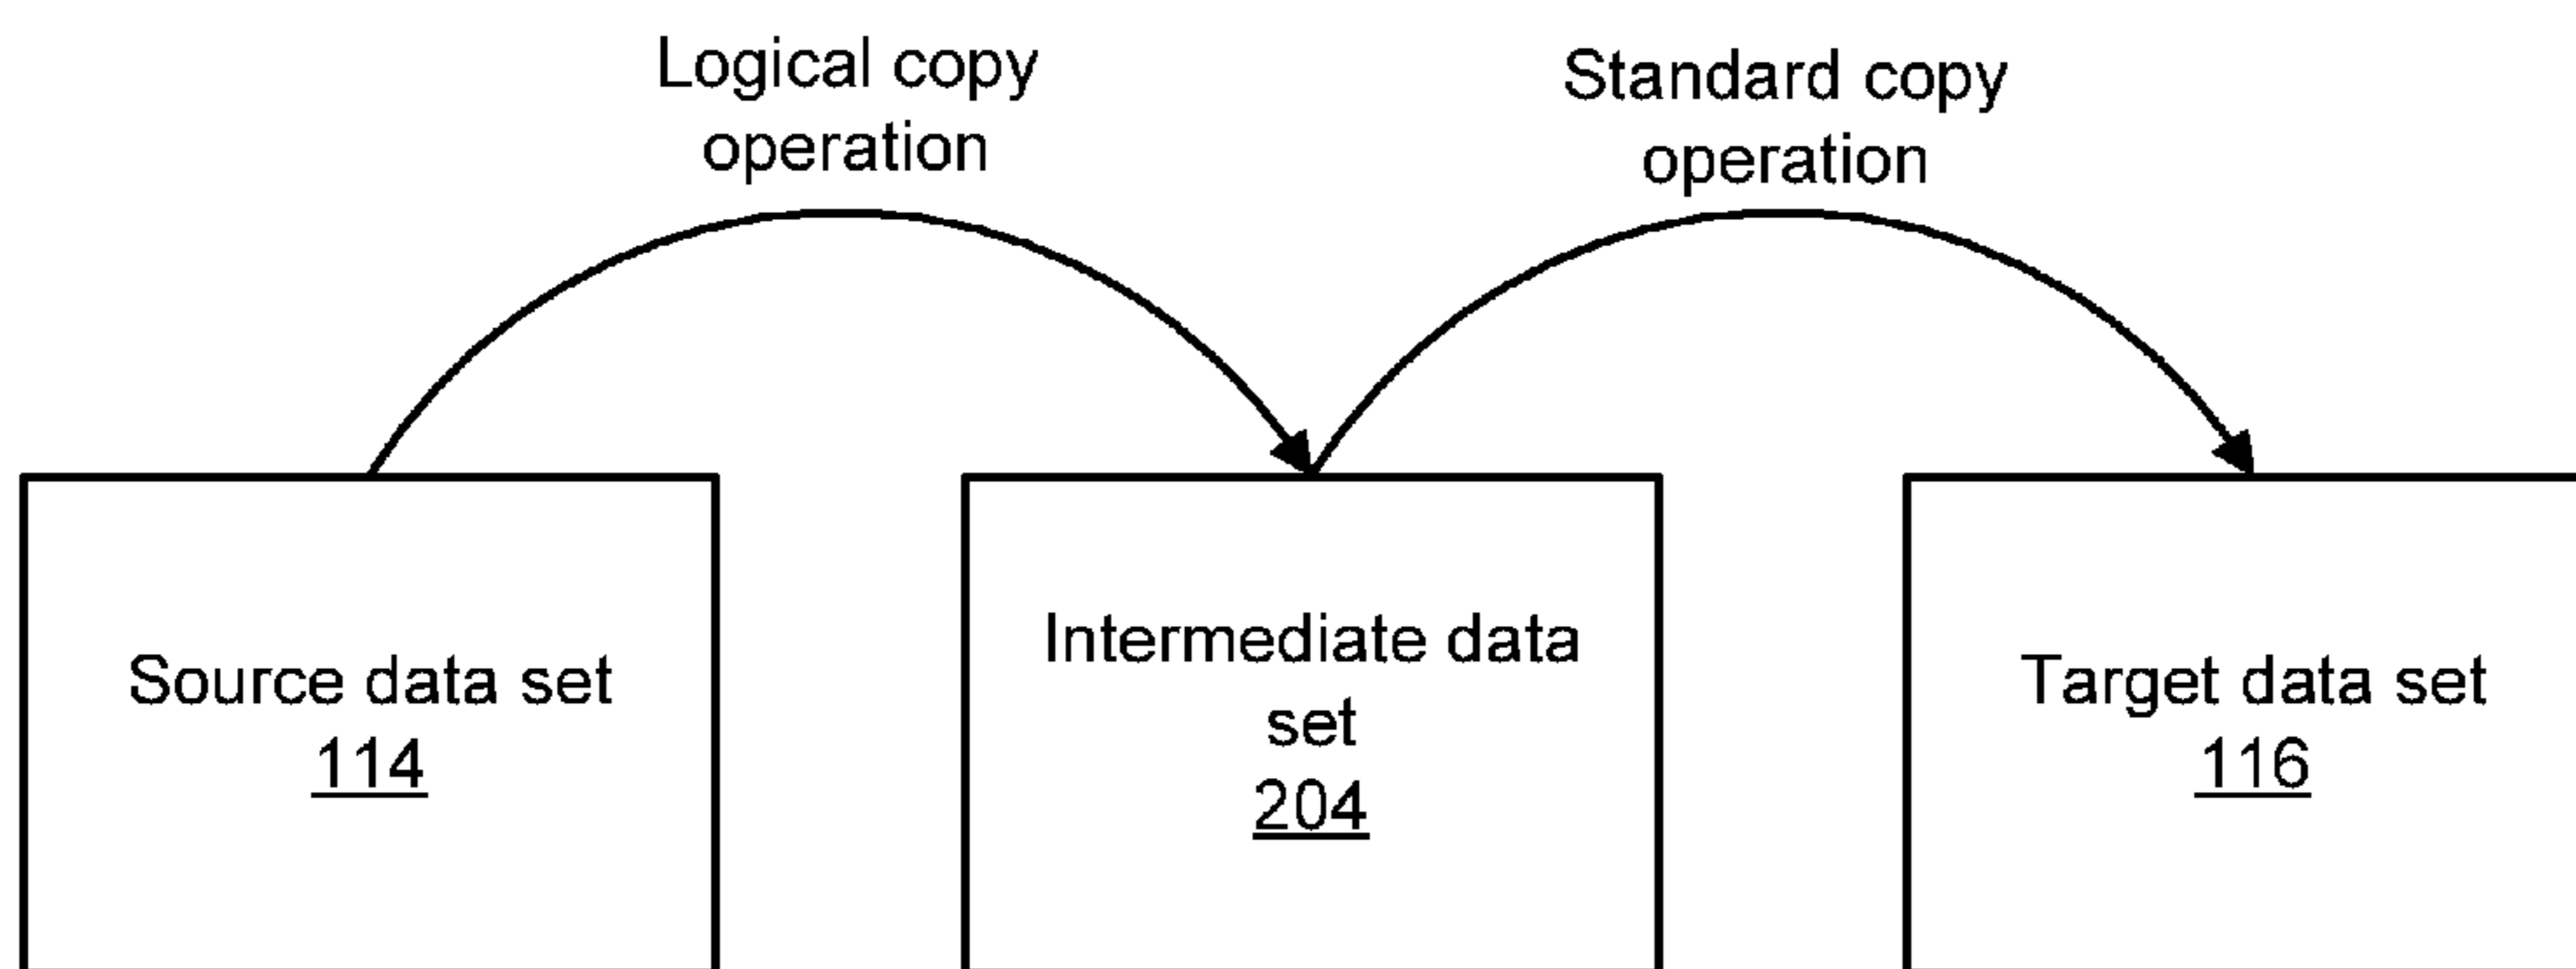 Logical copy
operation
Standard copy
operation
Source data set
114
Intermediate data
set
204
Target data set
116